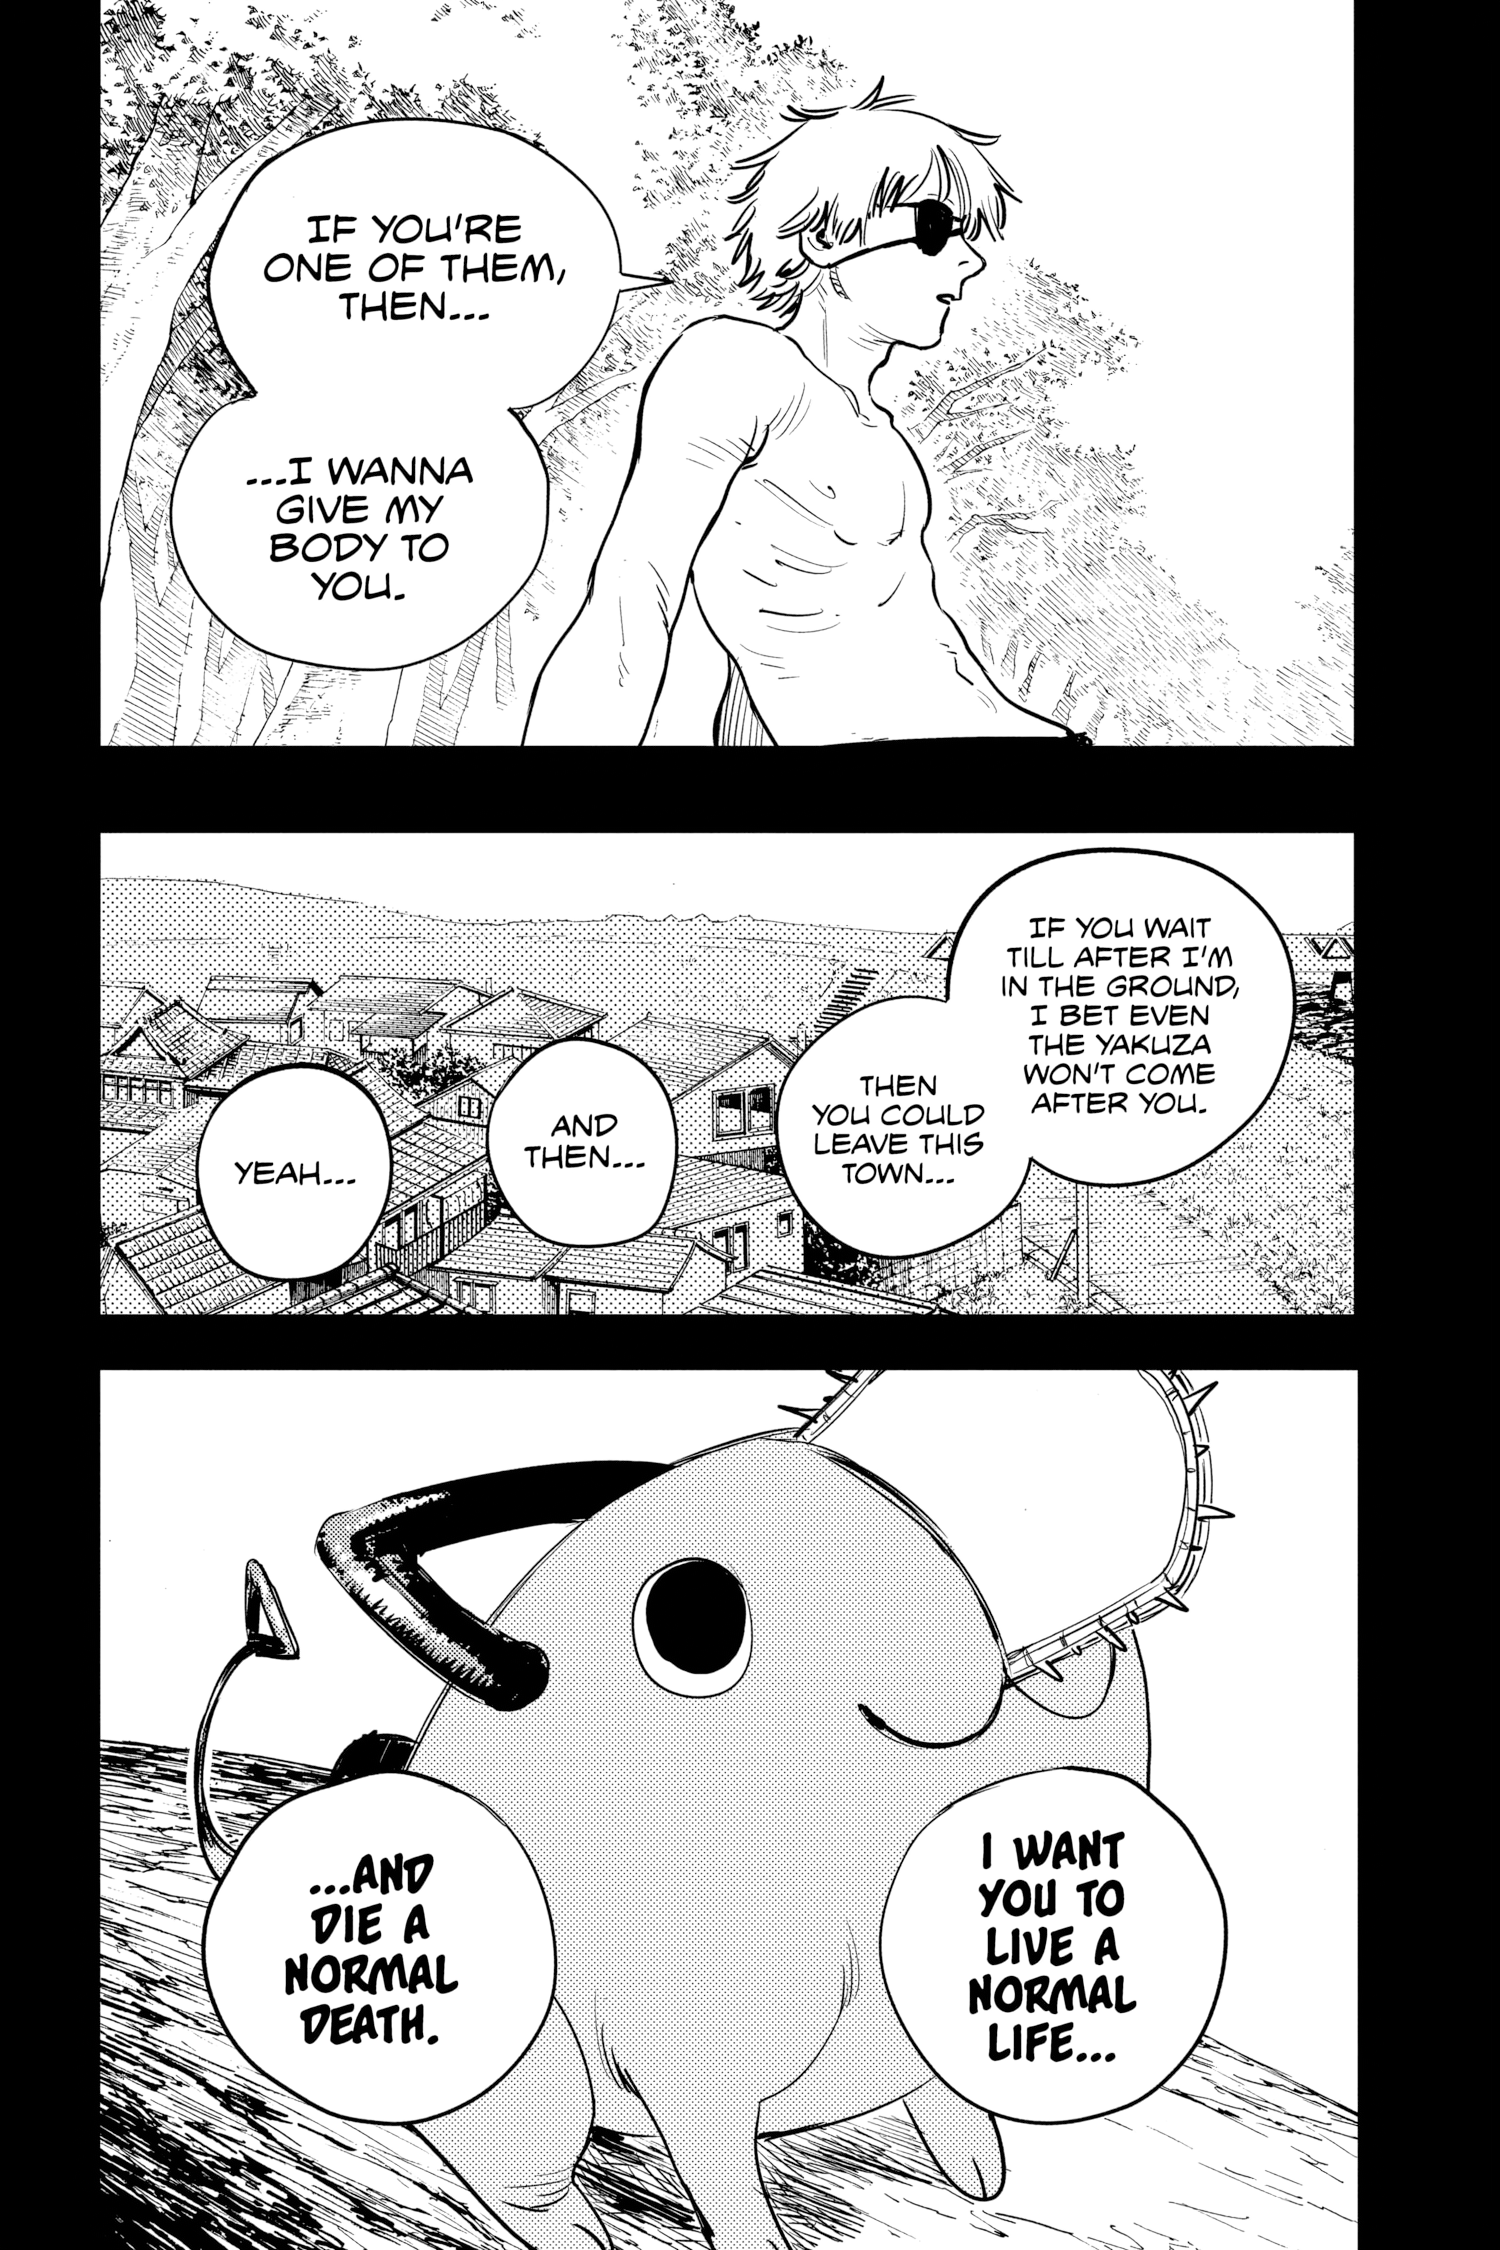 IF YOU'RE
ONE OF THEM,
THEN...
...I WANNA
GIVE MY
BODY TO
YOU.
IF YOU WAIT
TILL AFTER I'M
IN THE GROUND,
I BET EVEN
THE YAKUZA
WON'T COME
AFTER YOU.
THEN
YOU COULD
LEAVE THIS
TOWN...
AND
THEN...
YEAH...
I WANT
YOU TO
LIVE A
NORMAL
LIFE...
...AND
DIE A
NORMAL
DEATH.